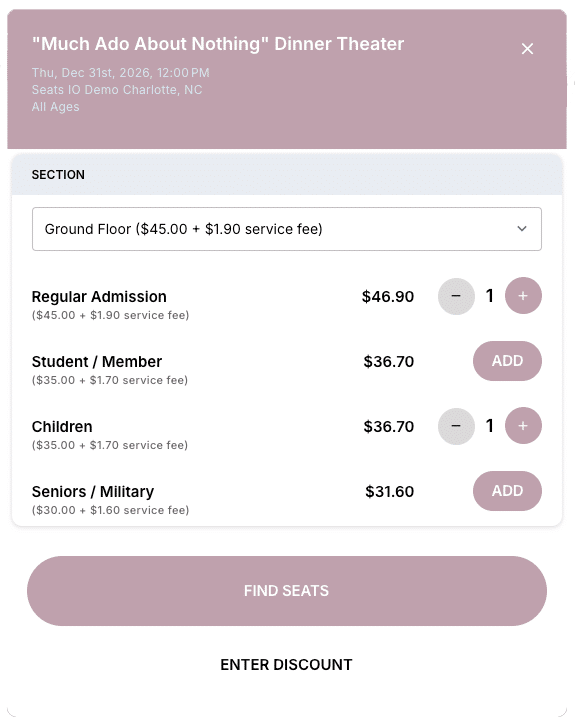 "Much Ado About Nothing" Dinner Theater
Thu, Dec 31st, 2026, 12:00 PM
Seats IO Demo Charlotte, NC
All Ages
SECTION
Ground Floor ($45.00 + $1.90 service fee)
Regular Admission $46.90 − 1 +
($45.00 + $1.90 service fee)
Student / Member $36.70 ADD
($35.00 + $1.70 service fee)
Children $36.70 − 1 +
($35.00 + $1.70 service fee)
Seniors / Military $31.60 ADD
($30.00 + $1.60 service fee)
FIND SEATS
ENTER DISCOUNT